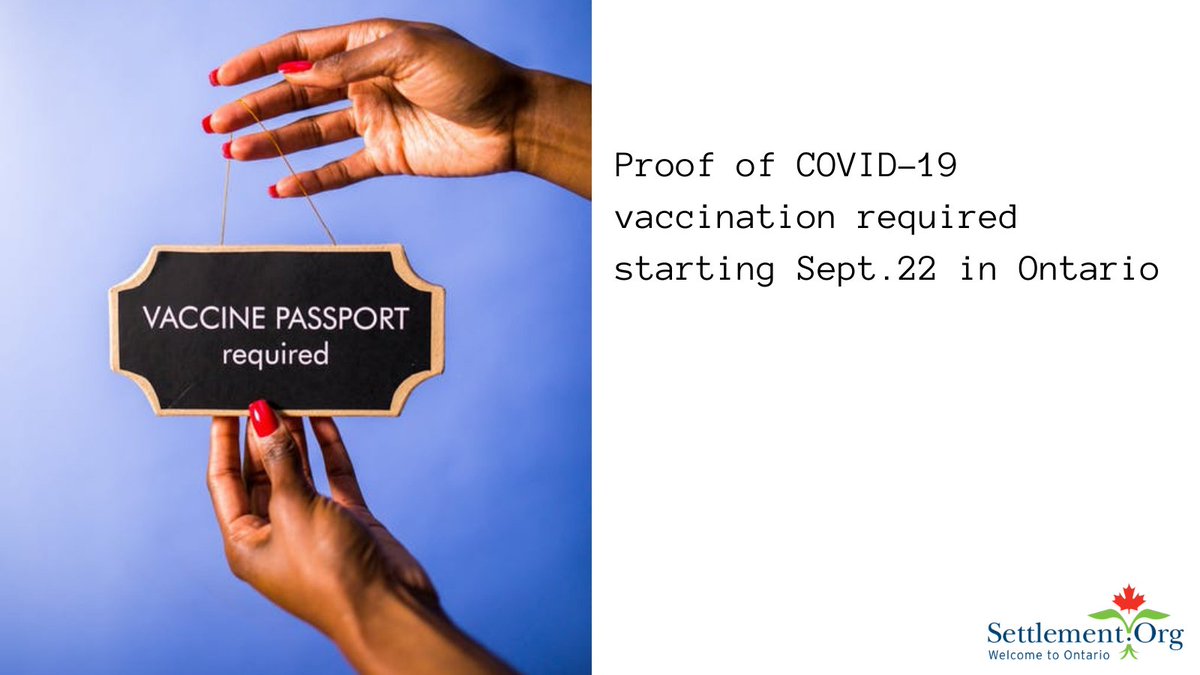 VACCINE PASSPORT
required
Proof of COVID-19
vaccination required
starting Sept.22 in Ontario
Settlement.Org
Welcome to Ontario